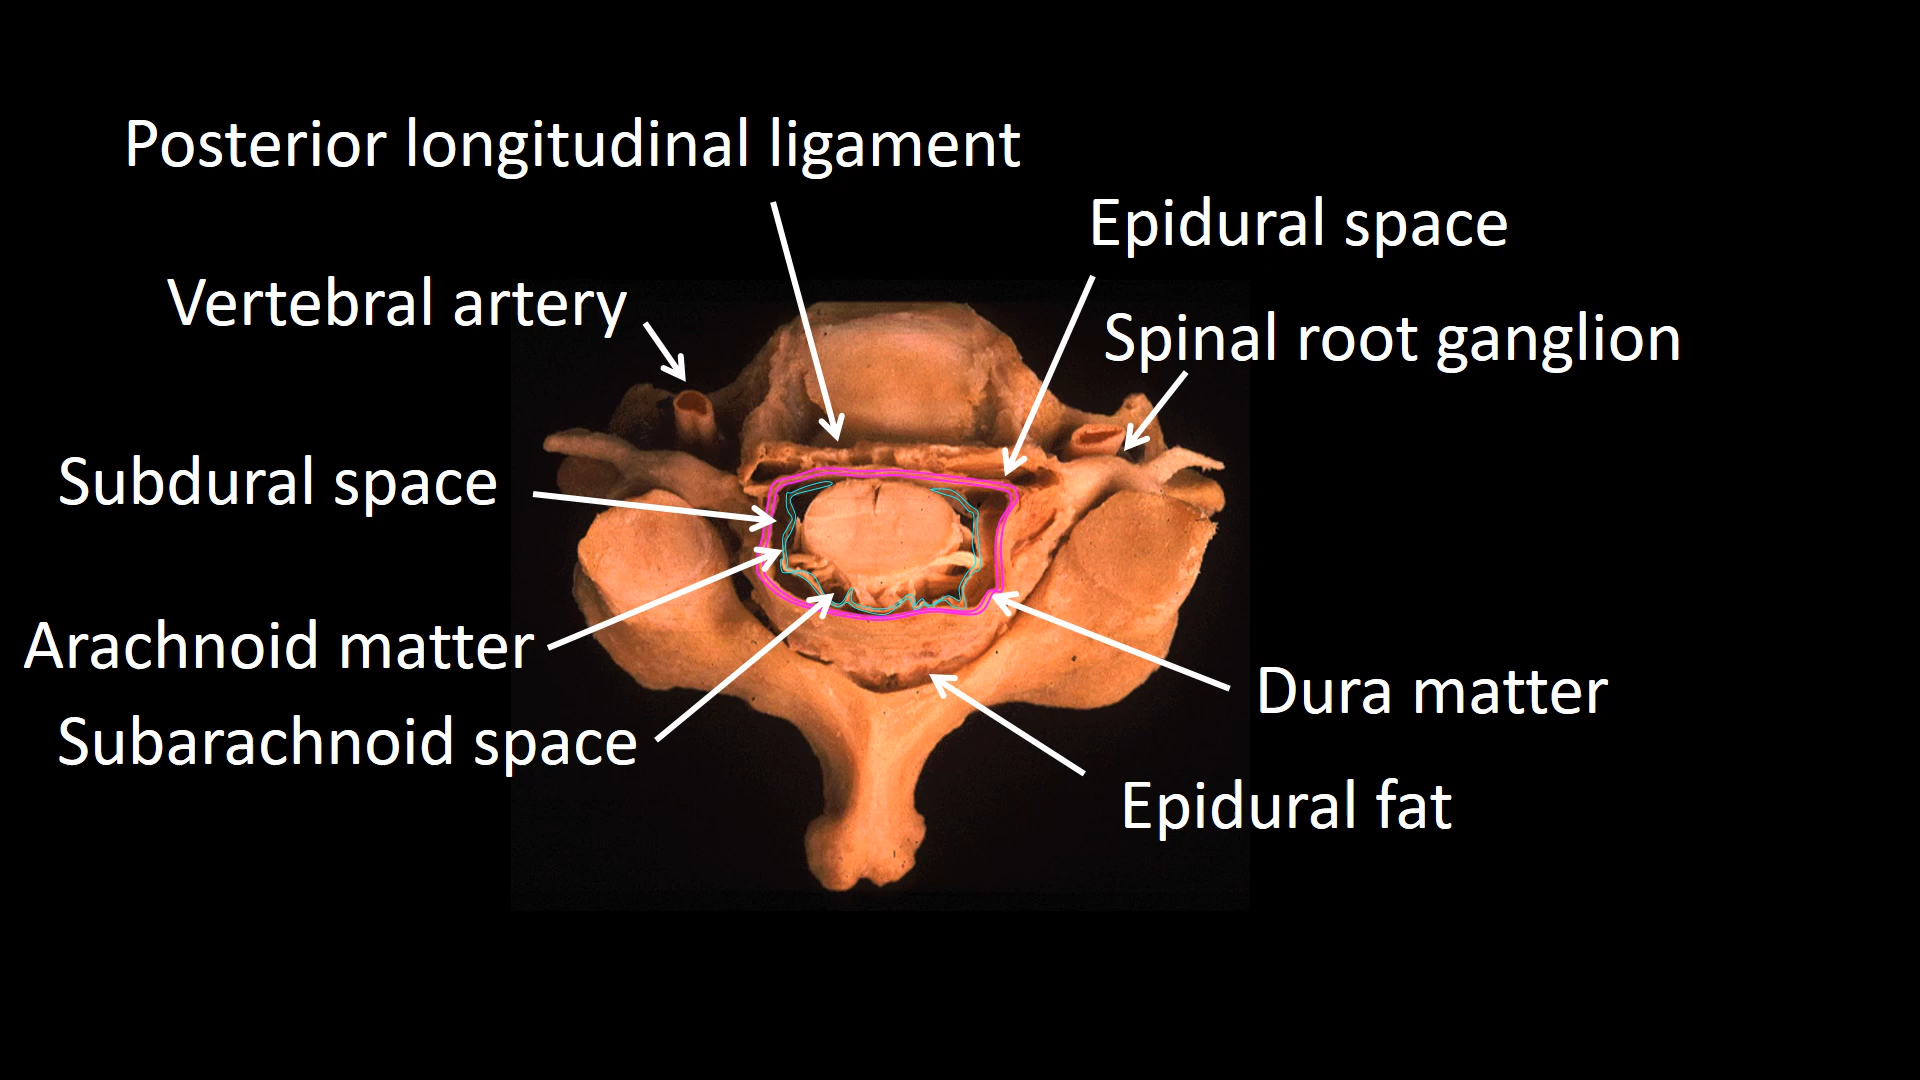 Posterior longitudinal ligament
Epidural space
Vertebral artery
Spinal root ganglion
Subdural space
Arachnoid matter
Dura matter
Subarachnoid space
Epidural fat